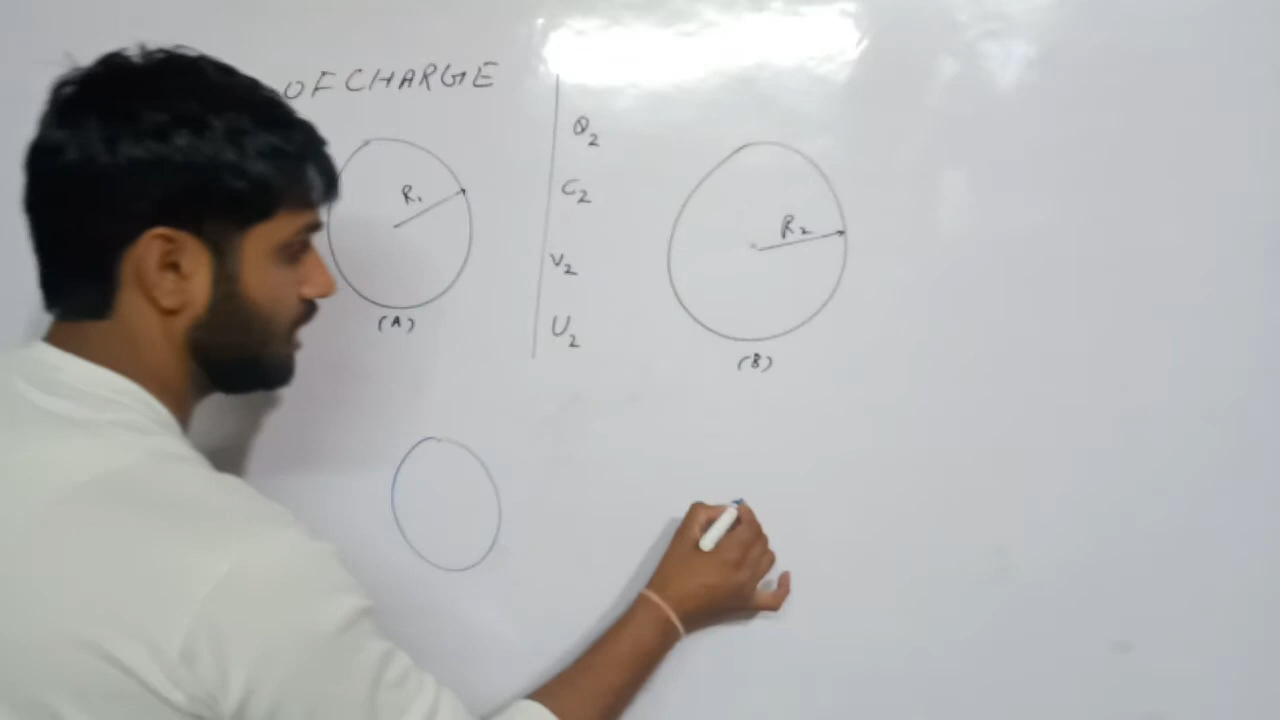 OF CHARGE
R₁
(A)
Q₂
C₂
V₂
U₂
R₂
(B)